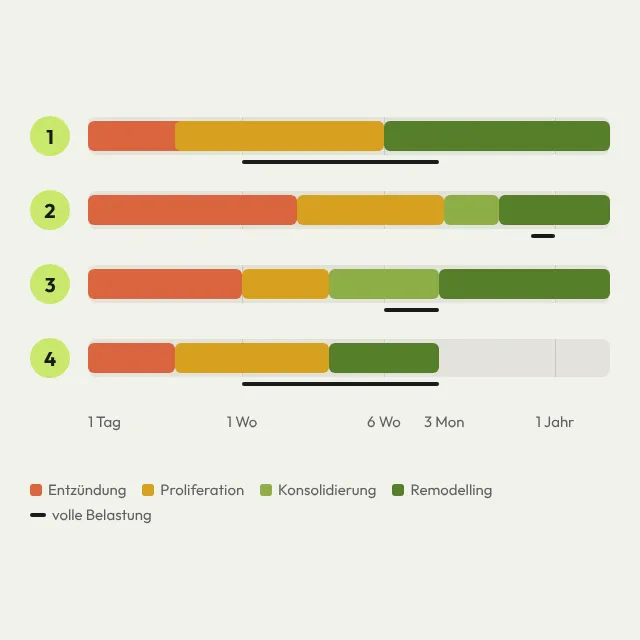 1
2
3
4
1 Tag 1 Wo 6 Wo 3 Mon 1 Jahr
Entzündung Proliferation Konsolidierung Remodelling
volle Belastung